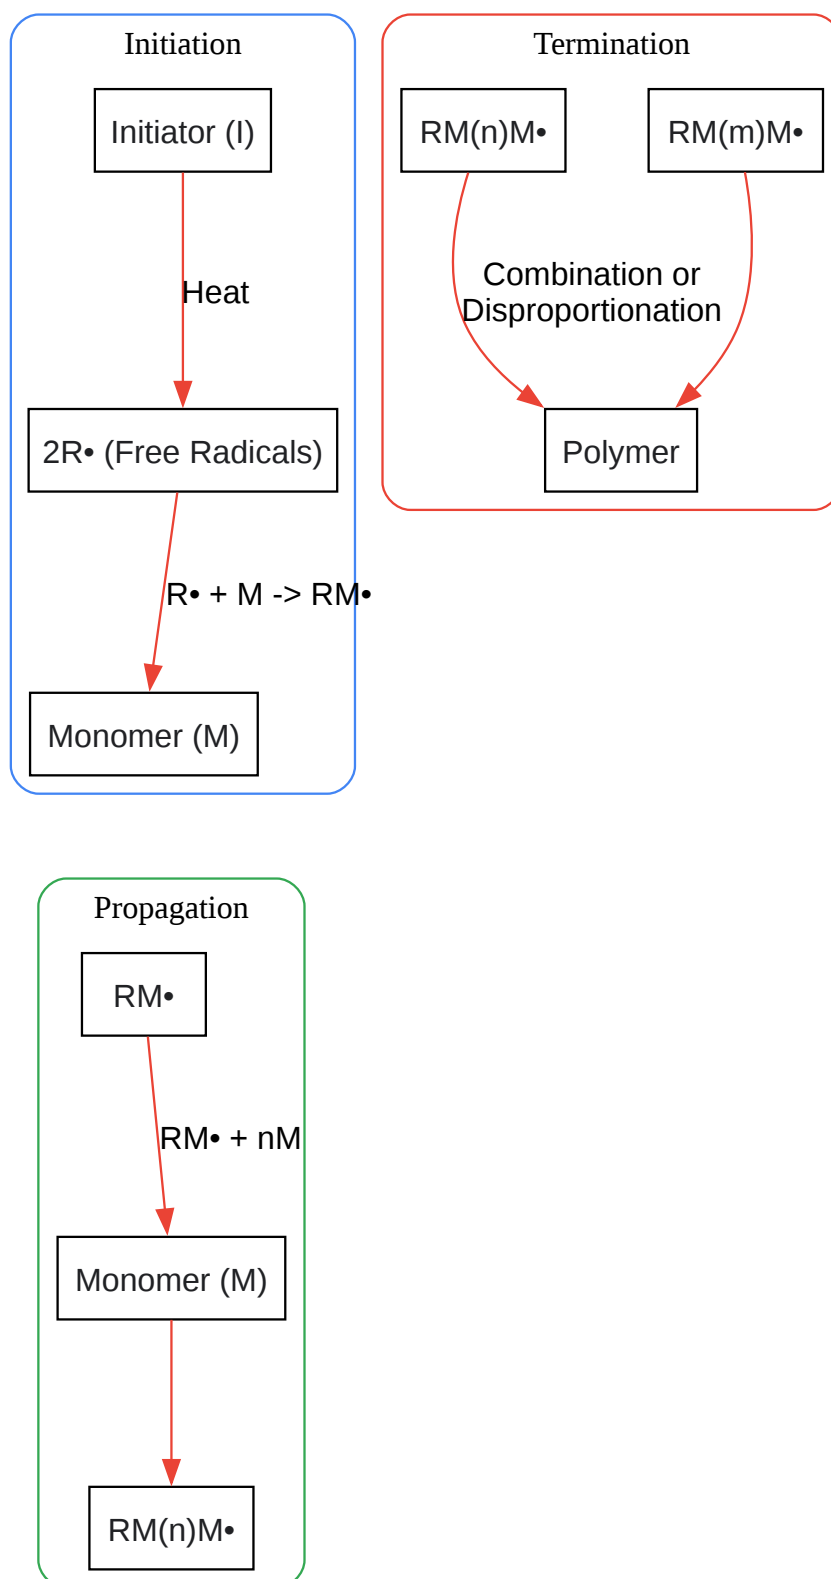 Initiation
Initiator (I)
Heat
2R• (Free Radicals)
R• + M -> RM•
Monomer (M)
Termination
RM(n)M•
RM(m)M•
Combination or
Disproportionation
Polymer
Propagation
RM•
RM• + nM
Monomer (M)
RM(n)M•